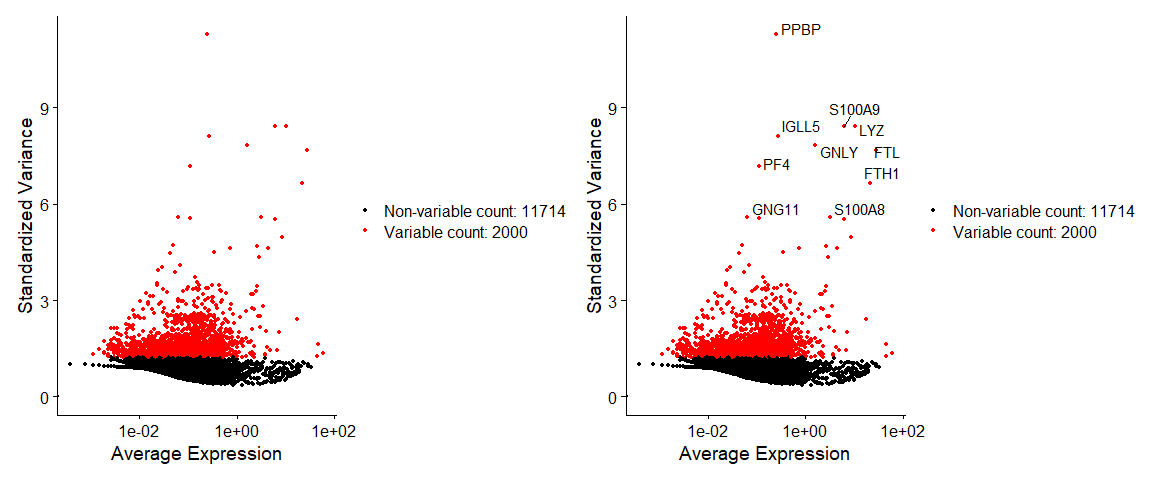 Standardized Variance
9
6
3
0
1e-02 1e+00 1e+02
Average Expression
Non-variable count: 11714
Variable count: 2000
Standardized Variance
9
6
3
0
PPBP
S100A9
IGLL5
LYZ
GNLY FTL
PF4
FTH1
GNG11 S100A8
1e-02 1e+00 1e+02
Average Expression
Non-variable count: 11714
Variable count: 2000